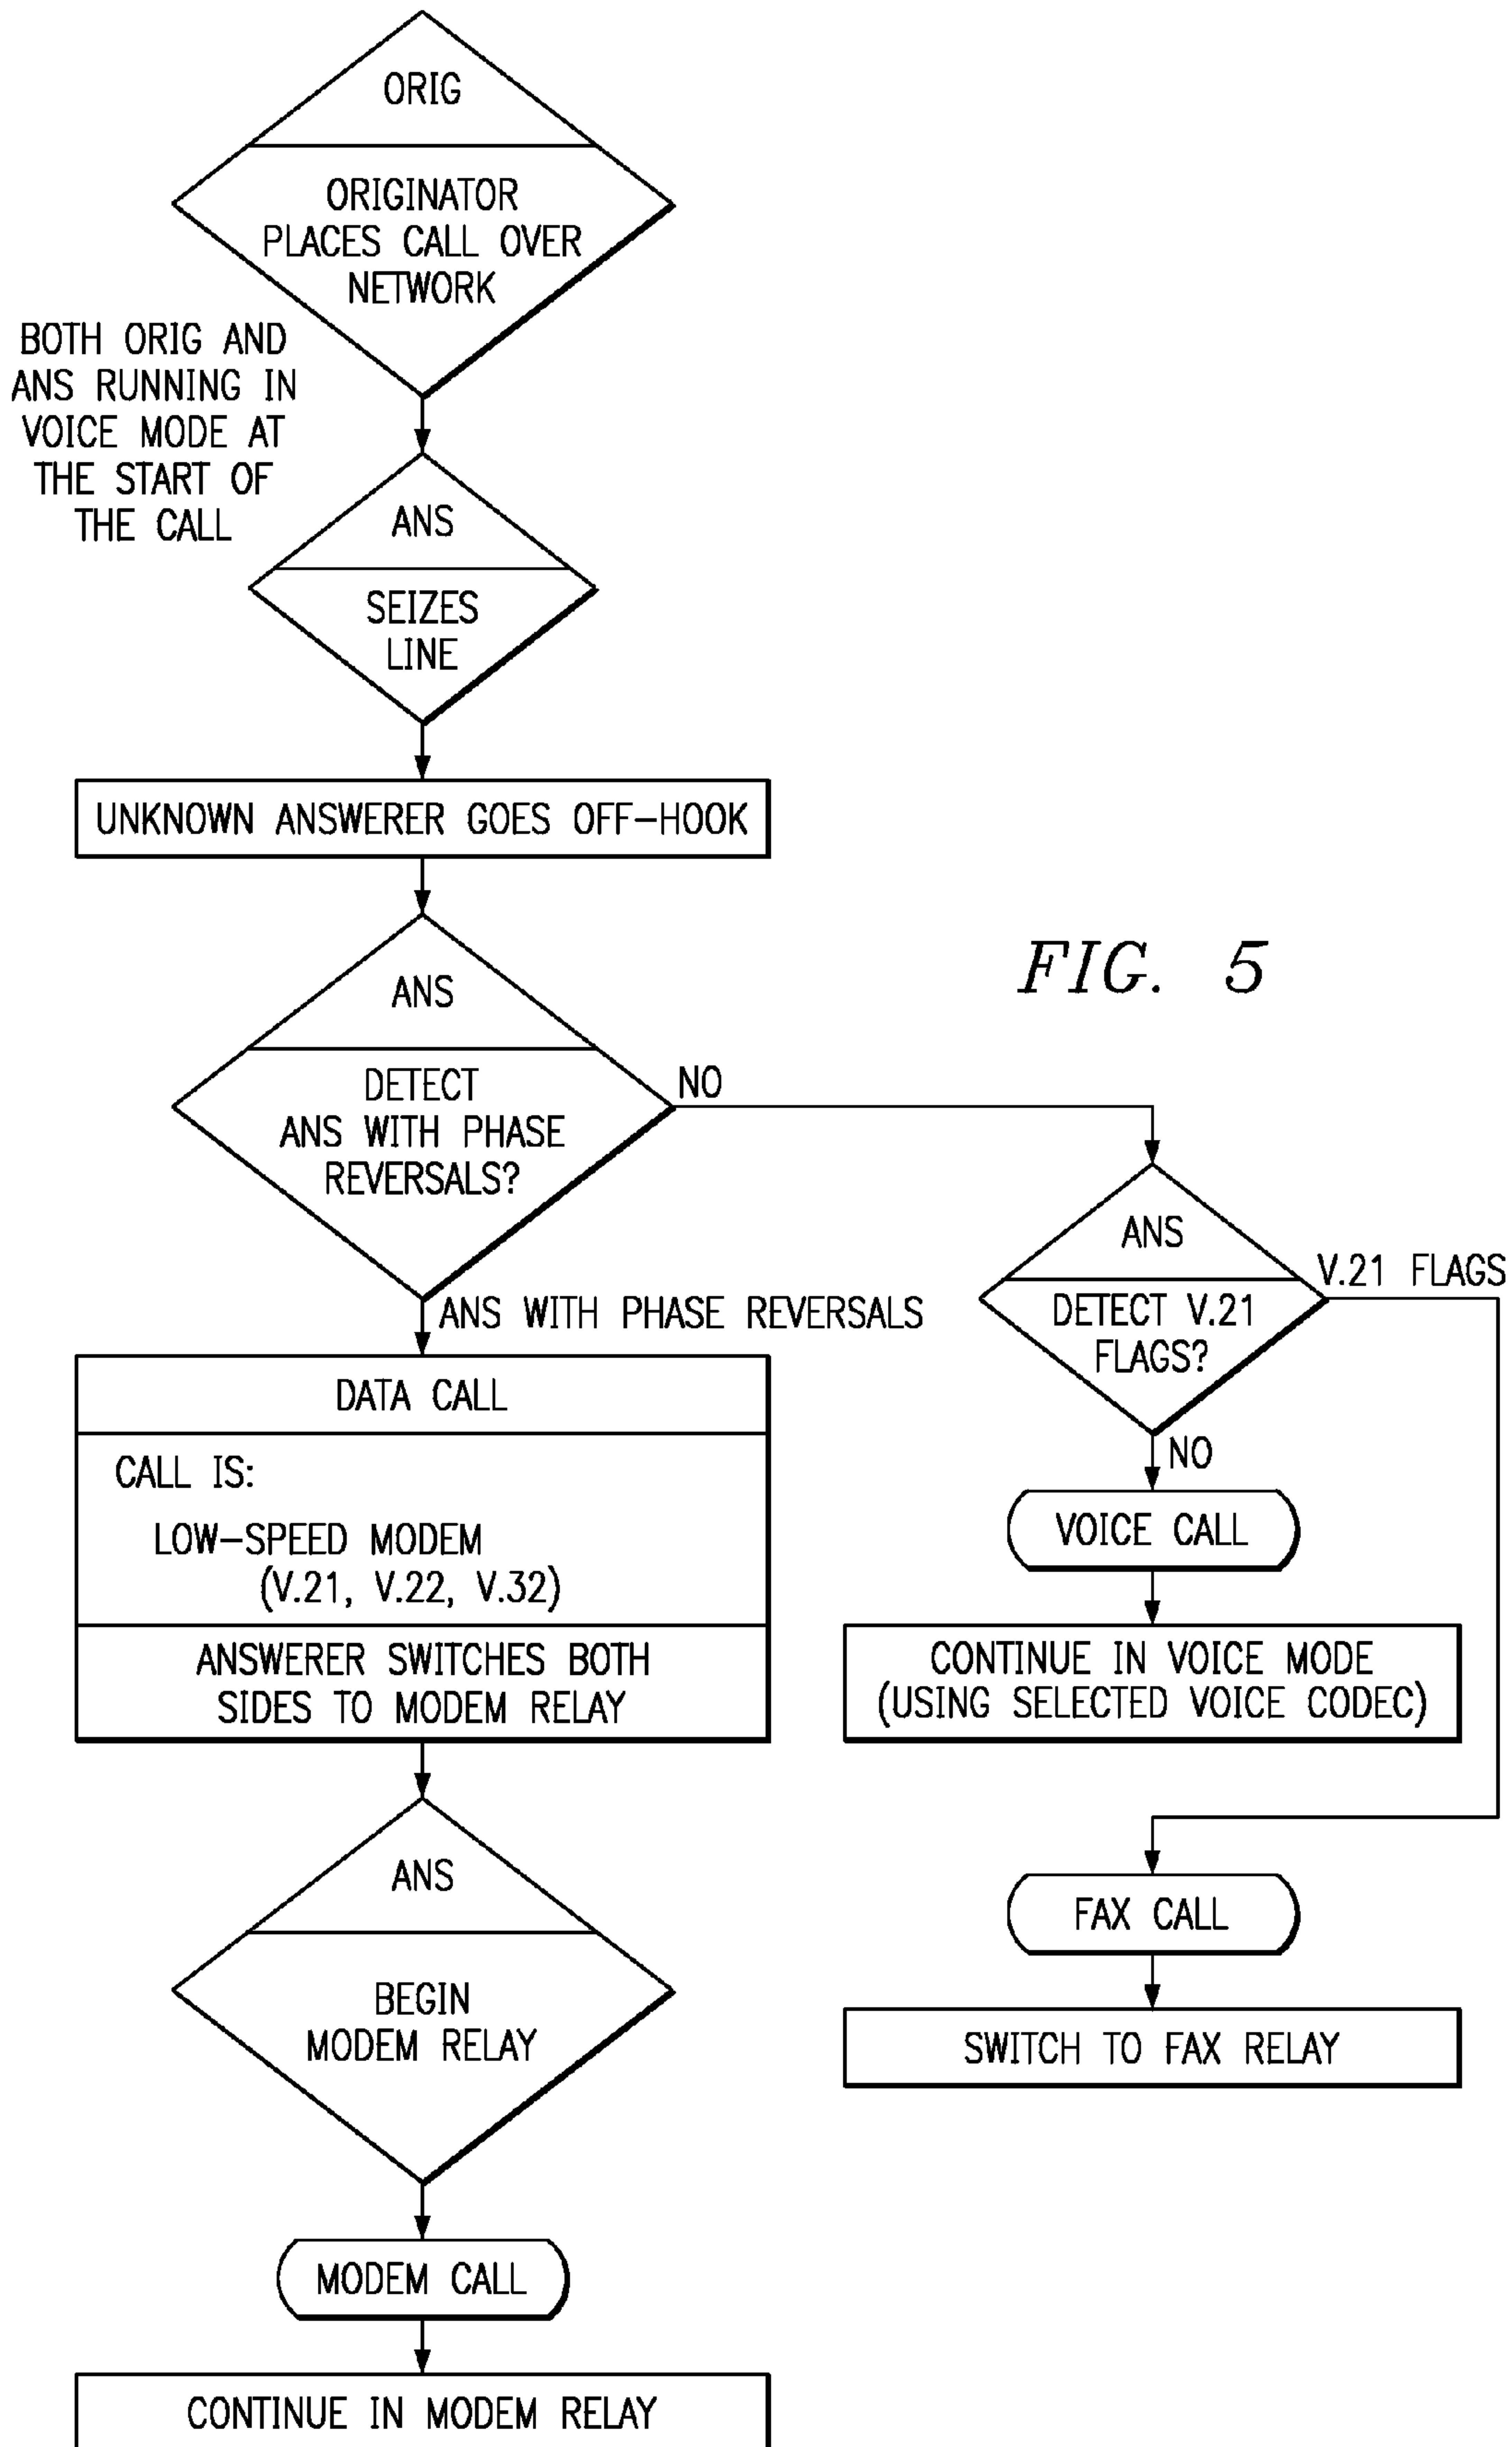 ORIG
ORIGINATOR
PLACES CALL OVER
NETWORK
BOTH ORIG AND
ANS RUNNING IN
VOICE MODE AT
THE START OF
THE CALL
ANS
SEIZES
LINE
UNKNOWN ANSWERER GOES OFF-HOOK
FIG. 5
ANS
DETECT
ANS WITH PHASE
REVERSALS?
NO
ANS WITH PHASE REVERSALS
ANS
DETECT V.21
FLAGS?
V.21 FLAGS
NO
DATA CALL
CALL IS:
LOW-SPEED MODEM
(V.21, V.22, V.32)
ANSWERER SWITCHES BOTH
SIDES TO MODEM RELAY
VOICE CALL
CONTINUE IN VOICE MODE
(USING SELECTED VOICE CODEC)
ANS
BEGIN
MODEM RELAY
FAX CALL
SWITCH TO FAX RELAY
MODEM CALL
CONTINUE IN MODEM RELAY